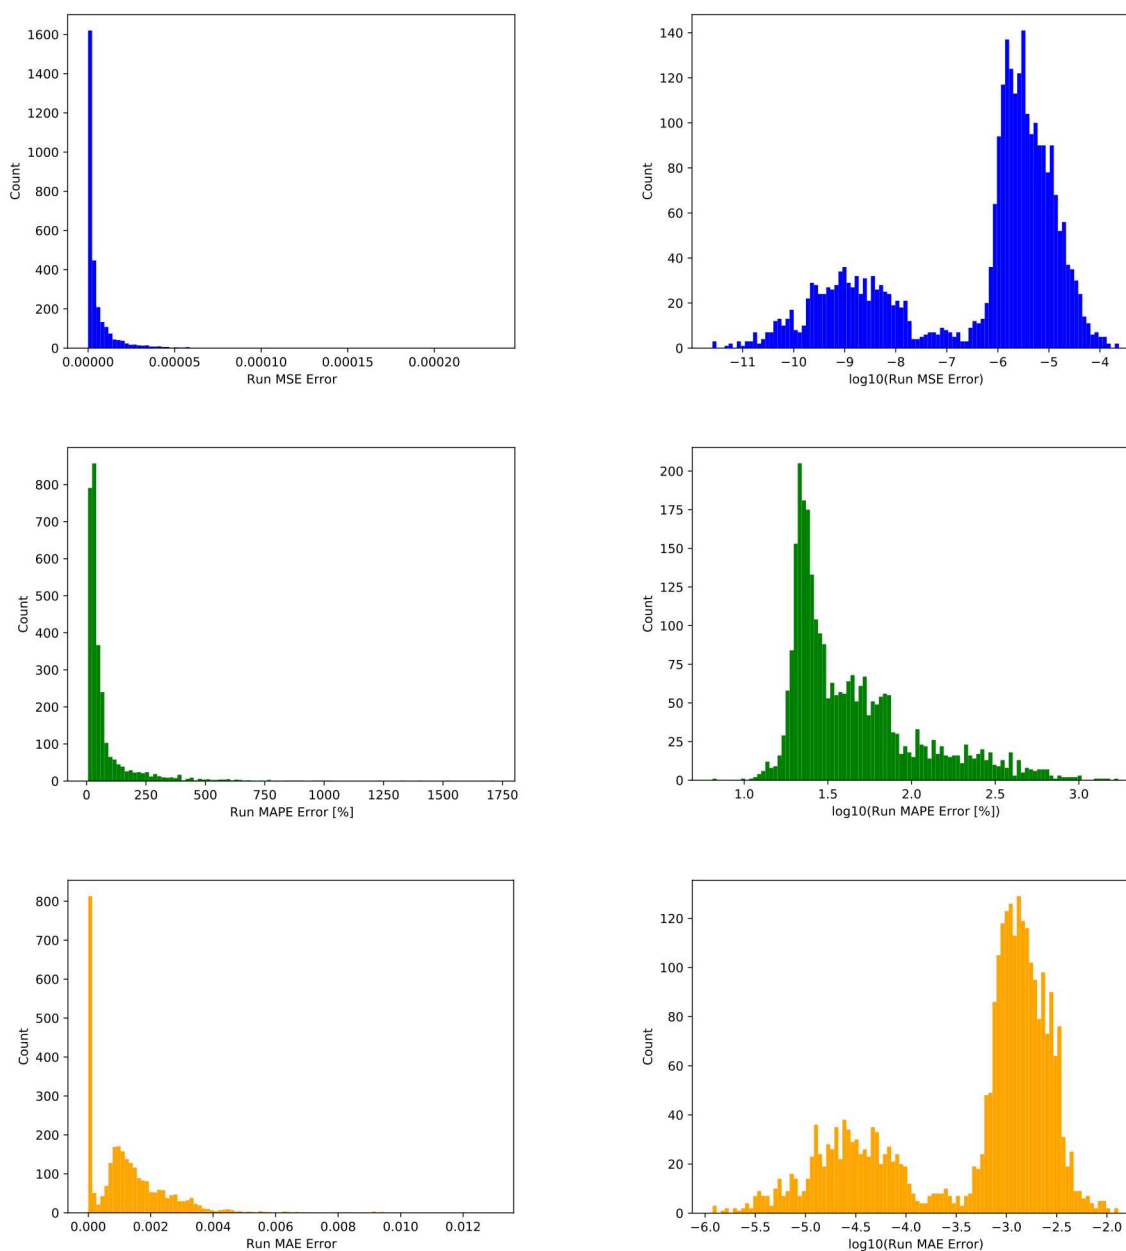 1600
1400
1200
1000
800
600
400
200
0
Count
0.00000 0.00005 0.00010 0.00015 0.00020
Run MSE Error
140
120
100
80
60
40
20
0
Count
−11 −10 −9 −8 −7 −6 −5 −4
log10(Run MSE Error)
800
700
600
500
400
300
200
100
0
Count
0 250 500 750 1000 1250 1500 1750
Run MAPE Error [%]
200
175
150
125
100
75
50
25
0
Count
1.0 1.5 2.0 2.5 3.0
log10(Run MAPE Error [%])
800
700
600
500
400
300
200
100
0
Count
0.000 0.002 0.004 0.006 0.008 0.010 0.012
Run MAE Error
120
100
80
60
40
20
0
Count
−6.0 −5.5 −5.0 −4.5 −4.0 −3.5 −3.0 −2.5 −2.0
log10(Run MAE Error)